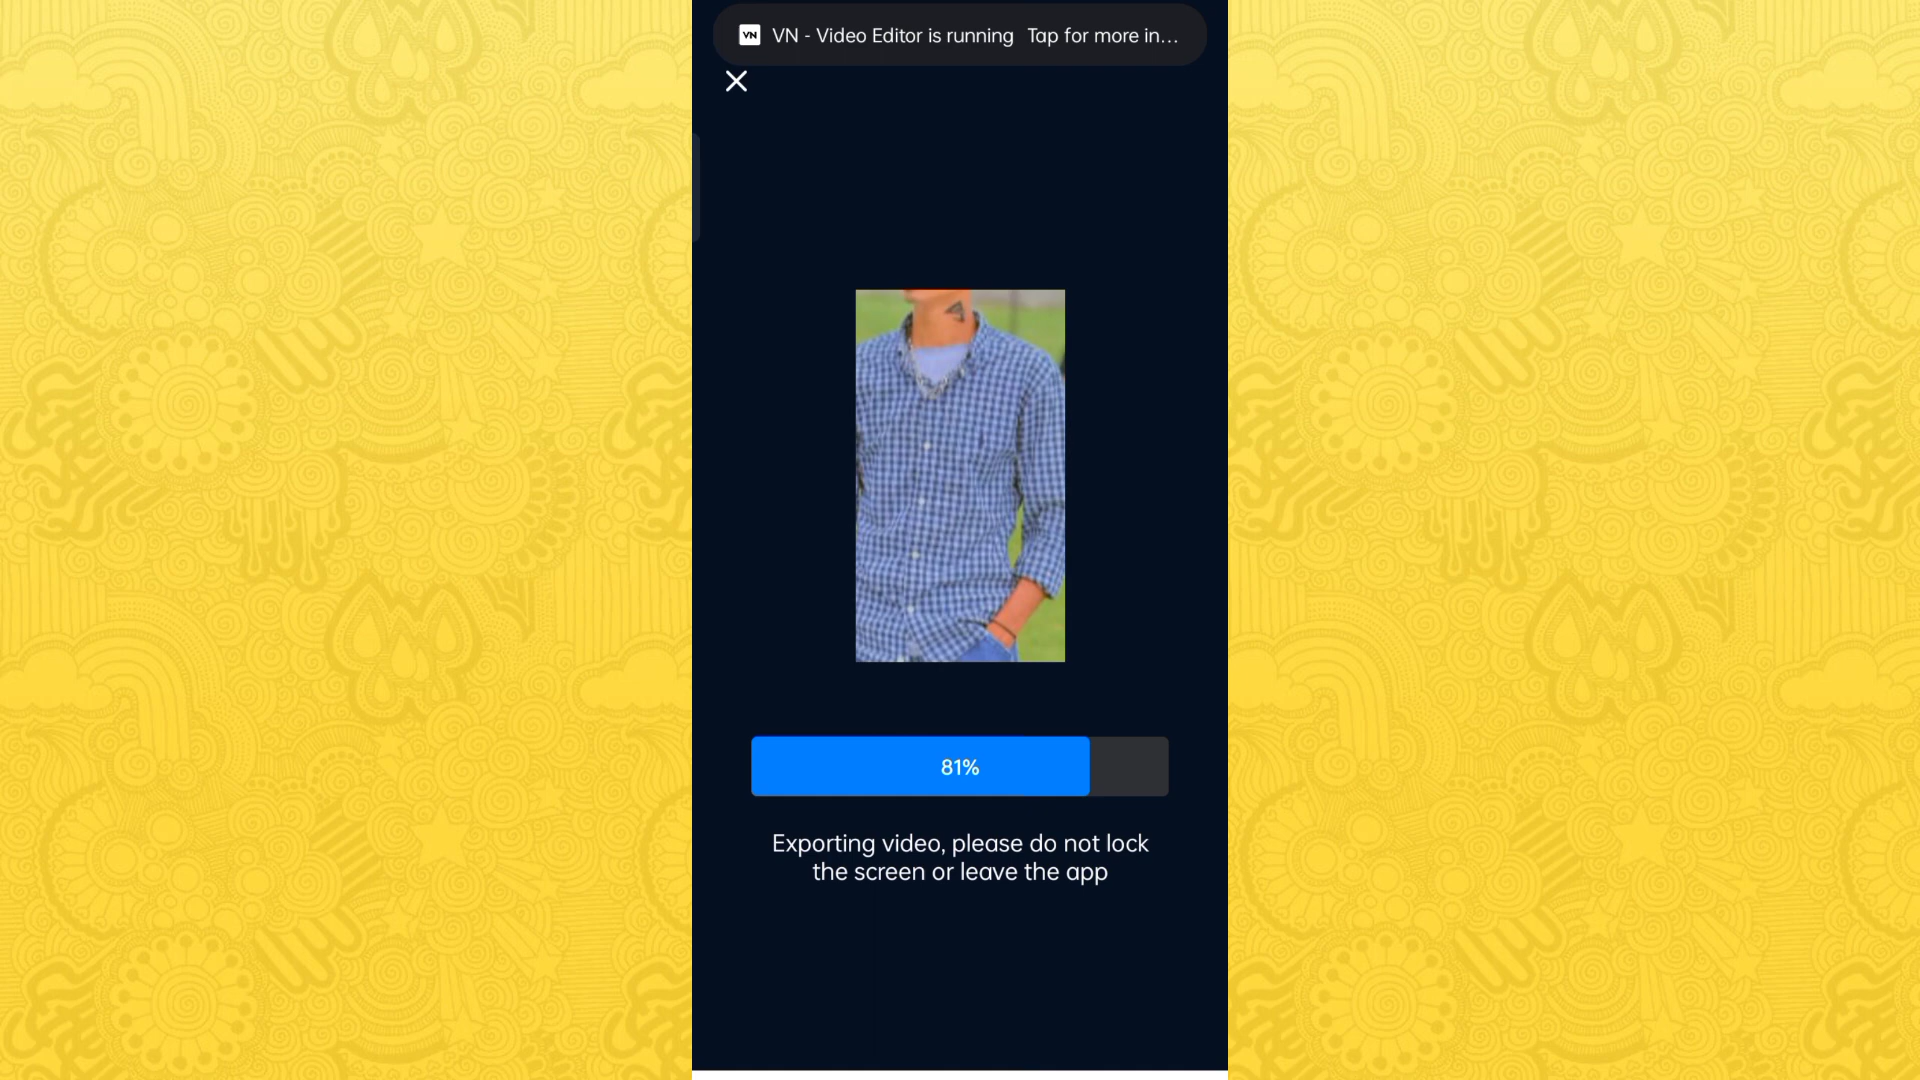 VN VN - Video Editor is running Tap for more in...
81%
Exporting video, please do not lock
the screen or leave the app